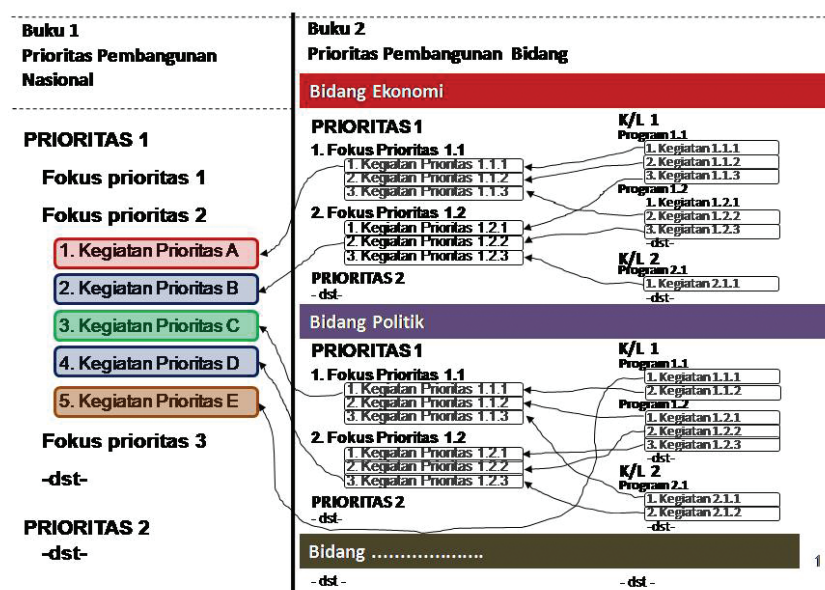 Buku 1
Prioritas Pembangunan
Nasional
PRIORITAS 1
Fokus prioritas 1
Fokus prioritas 2
1. Kegiatan Prioritas A
2. Kegiatan Prioritas B
3. Kegiatan Prioritas C
4. Kegiatan Prioritas D
5. Kegiatan Prioritas E
Fokus prioritas 3
-dst-
PRIORITAS 2
-dst-
Buku 2
Prioritas Pembangunan Bidang
Bidang Ekonomi
PRIORITAS 1
1. Fokus Prioritas 1.1
1. Kegiatan Prioritas 1.1.1
2. Kegiatan Prioritas 1.1.2
3. Kegiatan Prioritas 1.1.3
2. Fokus Prioritas 1.2
1. Kegiatan Prioritas 1.2.1
2. Kegiatan Prioritas 1.2.2
3. Kegiatan Prioritas 1.2.3
PRIORITAS 2
- dst-
K/L 1
Program 1.1
1. Kegiatan 1.1.1
2. Kegiatan 1.1.2
3. Kegiatan 1.1.3
Program 1.2
1. Kegiatan 1.2.1
2. Kegiatan 1.2.2
3. Kegiatan 1.2.3
-dst-
K/L 2
Program 2.1
1. Kegiatan 2.1.1
-dst-
Bidang Politik
PRIORITAS 1
1. Fokus Prioritas 1.1
1. Kegiatan Prioritas 1.1.1
2. Kegiatan Prioritas 1.1.2
3. Kegiatan Prioritas 1.1.3
2. Fokus Prioritas 1.2
1. Kegiatan Prioritas 1.2.1
2. Kegiatan Prioritas 1.2.2
3. Kegiatan Prioritas 1.2.3
PRIORITAS 2
- dst-
K/L 1
Program 1.1
1. Kegiatan 1.1.1
2. Kegiatan 1.1.2
Program 1.2
1. Kegiatan 1.2.1
2. Kegiatan 1.2.2
3. Kegiatan 1.2.3
-dst-
K/L 2
Program 2.1
1. Kegiatan 2.1.1
2. Kegiatan 2.1.2
-dst-
Bidang .....................
- dst -
- dst -
1